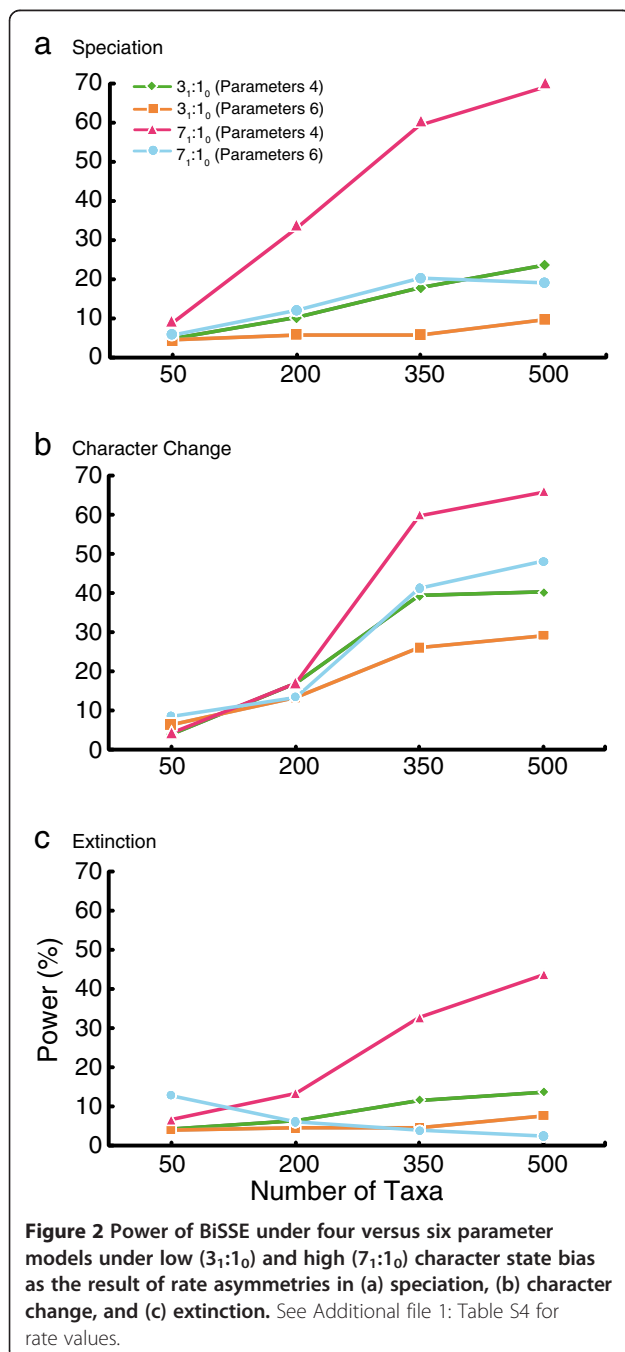 a Speciation
70
60
50
40
30
20
10
0
3₁:1₀ (Parameters 4)
3₁:1₀ (Parameters 6)
7₁:1₀ (Parameters 4)
7₁:1₀ (Parameters 6)
50 200 350 500
b Character Change
70
60
50
40
30
20
10
0
50 200 350 500
c Extinction
Power (%)
70
60
50
40
30
20
10
0
50 200 350 500
Number of Taxa
Figure 2 Power of BiSSE under four versus six parameter
models under low (3₁:1₀) and high (7₁:1₀) character state bias
as the result of rate asymmetries in (a) speciation, (b) character
change, and (c) extinction. See Additional file 1: Table S4 for
rate values.